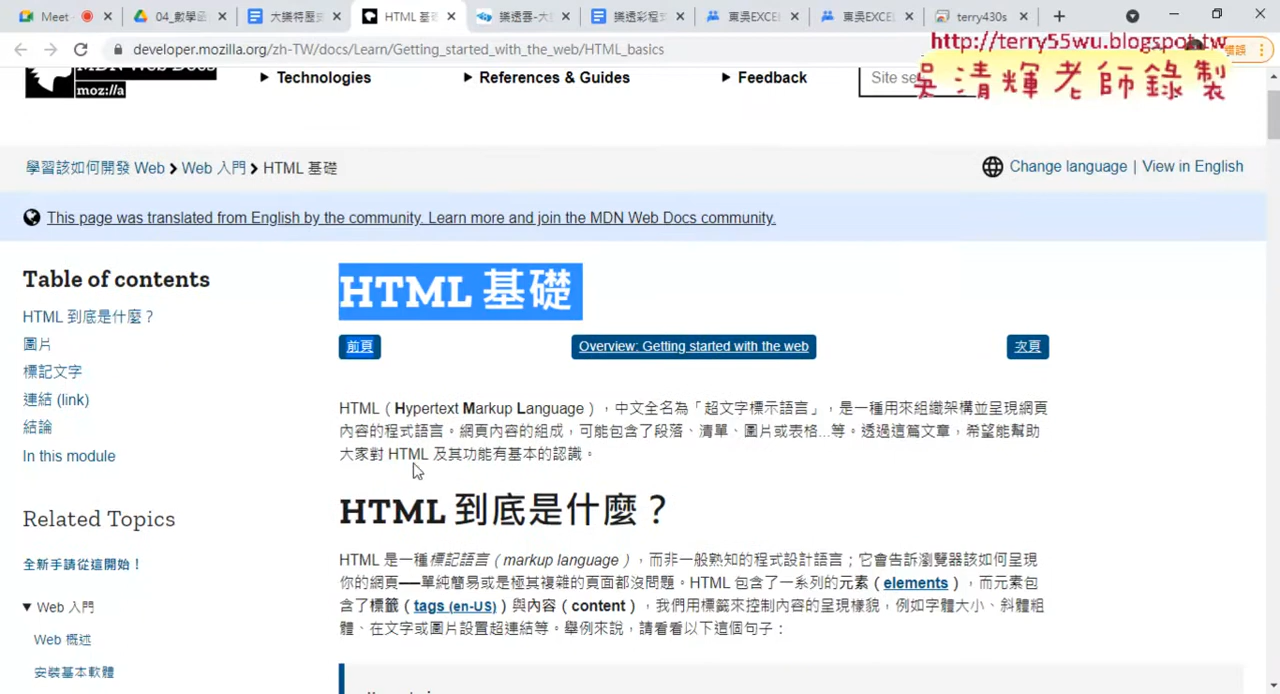 Meet
04_數學函
大議特歷史
HTML 基礎
議透雲-大
議透彩程式
東吳EXCEL
東吳EXCEL
terry430s
developer.mozilla.org/zh-TW/docs/Learn/Getting_started_with_the_web/HTML_basics
http://terry55wu.blogspot.tw
吳清輝老師錄製
MDN Web Docs
moz://a
Technologies
References & Guides
Feedback
Site se
學習該如何開發 Web
Web 入門
HTML 基礎
Change language | View in English
This page was translated from English by the community. Learn more and join the MDN Web Docs community.
Table of contents
HTML 到底是什麼？
圖片
標記文字
連結 (link)
結論
In this module
Related Topics
全新手請從這開始！
Web 入門
Web 概述
安裝基本軟體
HTML 基礎
前頁
Overview: Getting started with the web
次頁
HTML（Hypertext Markup Language），中文全名為「超文字標示語言」，是一種用來組織架構並呈現網頁
內容的程式語言。網頁內容的組成，可能包含了段落、清單、圖片或表格...等。透過這篇文章，希望能幫助
大家對 HTML 及其功能有基本的認識。
HTML 到底是什麼？
HTML 是一種標記語言（markup language），而非一般熟知的程式設計語言；它會告訴瀏覽器該如何呈現
你的網頁──單純簡易或是極其複雜的頁面都沒問題。HTML 包含了一系列的元素（elements），而元素包
含了標籤（tags (en-US)）與內容（content），我們用標籤來控制內容的呈現樣貌，例如字體大小、斜體粗
體、在文字或圖片設置超連結等。舉例來說，請看看以下這個句子：